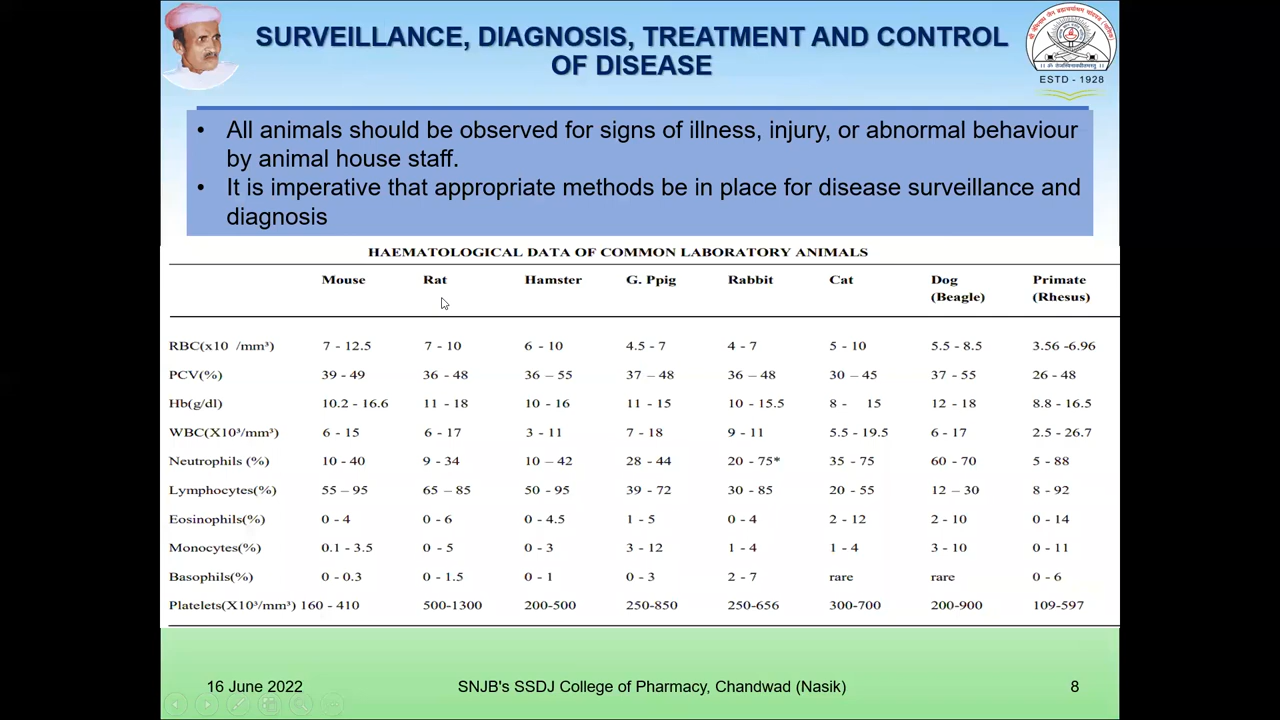 SURVEILLANCE, DIAGNOSIS, TREATMENT AND CONTROL
OF DISEASE
ESTD - 1928
• All animals should be observed for signs of illness, injury, or abnormal behaviour
by animal house staff.
• It is imperative that appropriate methods be in place for disease surveillance and
diagnosis
HAEMATOLOGICAL DATA OF COMMON LABORATORY ANIMALS
Mouse Rat Hamster G. Ppig Rabbit Cat Dog Primate
(Beagle) (Rhesus)
RBC(x10 /mm³) 7 - 12.5 7 - 10 6 - 10 4.5 - 7 4 - 7 5 - 10 5.5 - 8.5 3.56 -6.96
PCV(%) 39 - 49 36 - 48 36 – 55 37 – 48 36 – 48 30 – 45 37 - 55 26 - 48
Hb(g/dl) 10.2 - 16.6 11 - 18 10 - 16 11 - 15 10 - 15.5 8 - 15 12 - 18 8.8 - 16.5
WBC(X10³/mm³) 6 - 15 6 - 17 3 - 11 7 - 18 9 - 11 5.5 - 19.5 6 - 17 2.5 - 26.7
Neutrophils (%) 10 - 40 9 - 34 10 – 42 28 - 44 20 - 75* 35 - 75 60 - 70 5 - 88
Lymphocytes(%) 55 – 95 65 – 85 50 - 95 39 - 72 30 - 85 20 - 55 12 – 30 8 - 92
Eosinophils(%) 0 - 4 0 - 6 0 - 4.5 1 - 5 0 - 4 2 - 12 2 - 10 0 - 14
Monocytes(%) 0.1 - 3.5 0 - 5 0 - 3 3 - 12 1 - 4 1 - 4 3 - 10 0 - 11
Basophils(%) 0 - 0.3 0 - 1.5 0 - 1 0 - 3 2 - 7 rare rare 0 - 6
Platelets(X10³/mm³) 160 - 410 500-1300 200-500 250-850 250-656 300-700 200-900 109-597
16 June 2022 SNJB's SSDJ College of Pharmacy, Chandwad (Nasik) 8